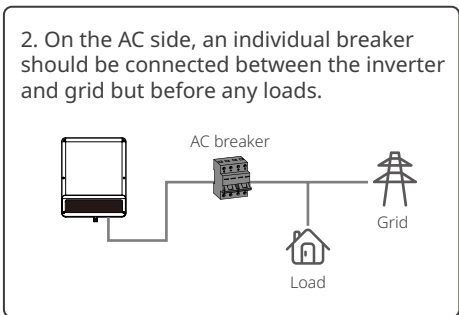 2. On the AC side, an individual breaker
should be connected between the inverter
and grid but before any loads.
AC breaker
Grid
Load